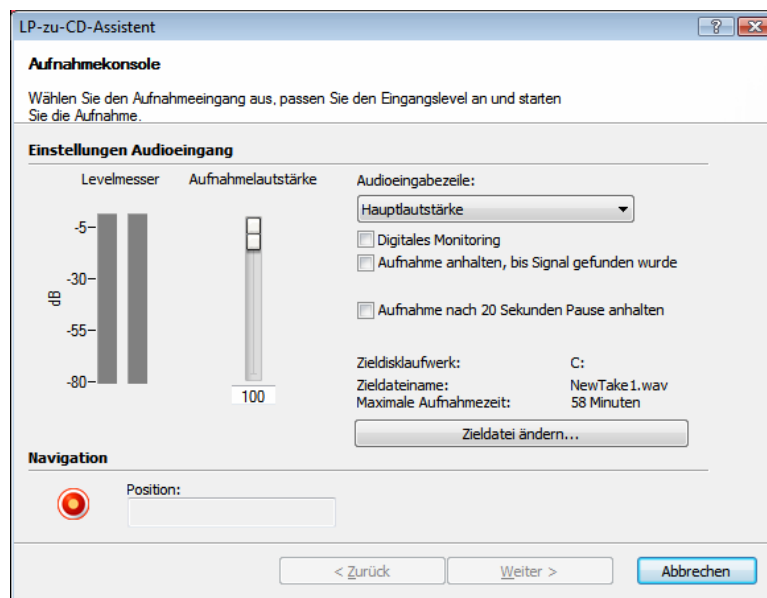 LP-zu-CD-Assistent
Aufnahmekonsole
Wählen Sie den Aufnahmeeingang aus, passen Sie den Eingangslevel an und starten
Sie die Aufnahme.
Einstellungen Audioeingang
Levelmesser
Aufnahmelautstärke
Audioeingabezeile:
Hauptlautstärke
-5
Digitales Monitoring
Aufnahme anhalten, bis Signal gefunden wurde
-30
dB
Aufnahme nach 20 Sekunden Pause anhalten
-55
-80
100
Zieldisklaufwerk: C:
Zieldateiname: NewTake1.wav
Maximale Aufnahmezeit: 58 Minuten
Zieldatei ändern...
Navigation
Position:
< Zurück
Weiter >
Abbrechen